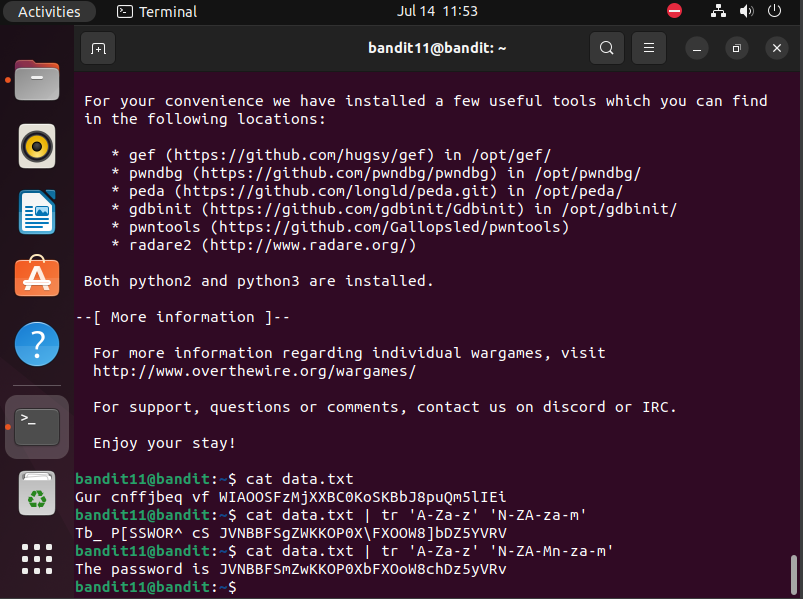 Activities
Terminal
Jul 14 11:53
bandit11@bandit: ~
For your convenience we have installed a few useful tools which you can find
in the following locations:
* gef (https://github.com/hugsy/gef) in /opt/gef/
* pwndbg (https://github.com/pwndbg/pwndbg) in /opt/pwndbg/
* peda (https://github.com/longld/peda.git) in /opt/peda/
* gdbinit (https://github.com/gdbinit/Gdbinit) in /opt/gdbinit/
* pwntools (https://github.com/Gallopsled/pwntools)
* radare2 (http://www.radare.org/)
Both python2 and python3 are installed.
--[ More information ]--
For more information regarding individual wargames, visit
http://www.overthewire.org/wargames/
For support, questions or comments, contact us on discord or IRC.
Enjoy your stay!
bandit11@bandit:~$ cat data.txt
Gur cnffjbeq vf WIAOOSFzMjXXBC0KoSKBbJ8puQm5lIEi
bandit11@bandit:~$ cat data.txt | tr 'A-Za-z' 'N-ZA-za-m'
Tb_ P[SSWOR^ cS JVNBBFSgZWKKOP0X\FXOOW8]bDZ5YVRV
bandit11@bandit:~$ cat data.txt | tr 'A-Za-z' 'N-ZA-Mn-za-m'
The password is JVNBBFSmZwKKOP0XbFXOoW8chDz5yVRv
bandit11@bandit:~$